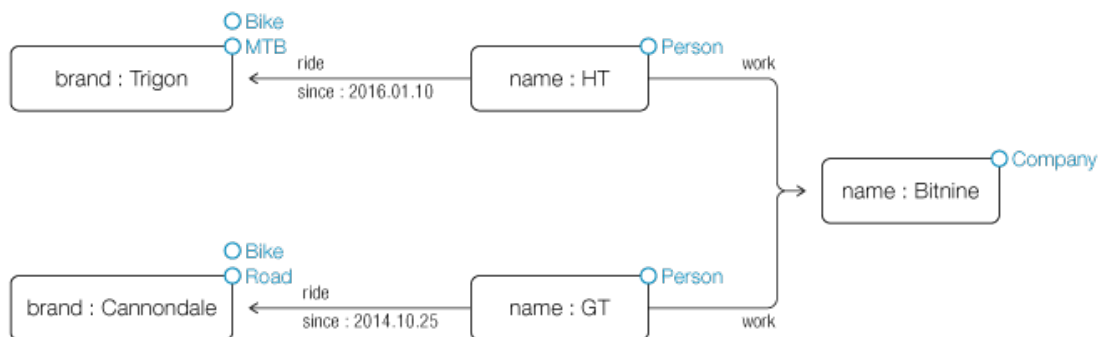 Bike
MTB
brand : Trigon
ride
since : 2016.01.10
Person
name : HT
work
Company
name : Bitnine
Bike
Road
brand : Cannondale
ride
since : 2014.10.25
Person
name : GT
work